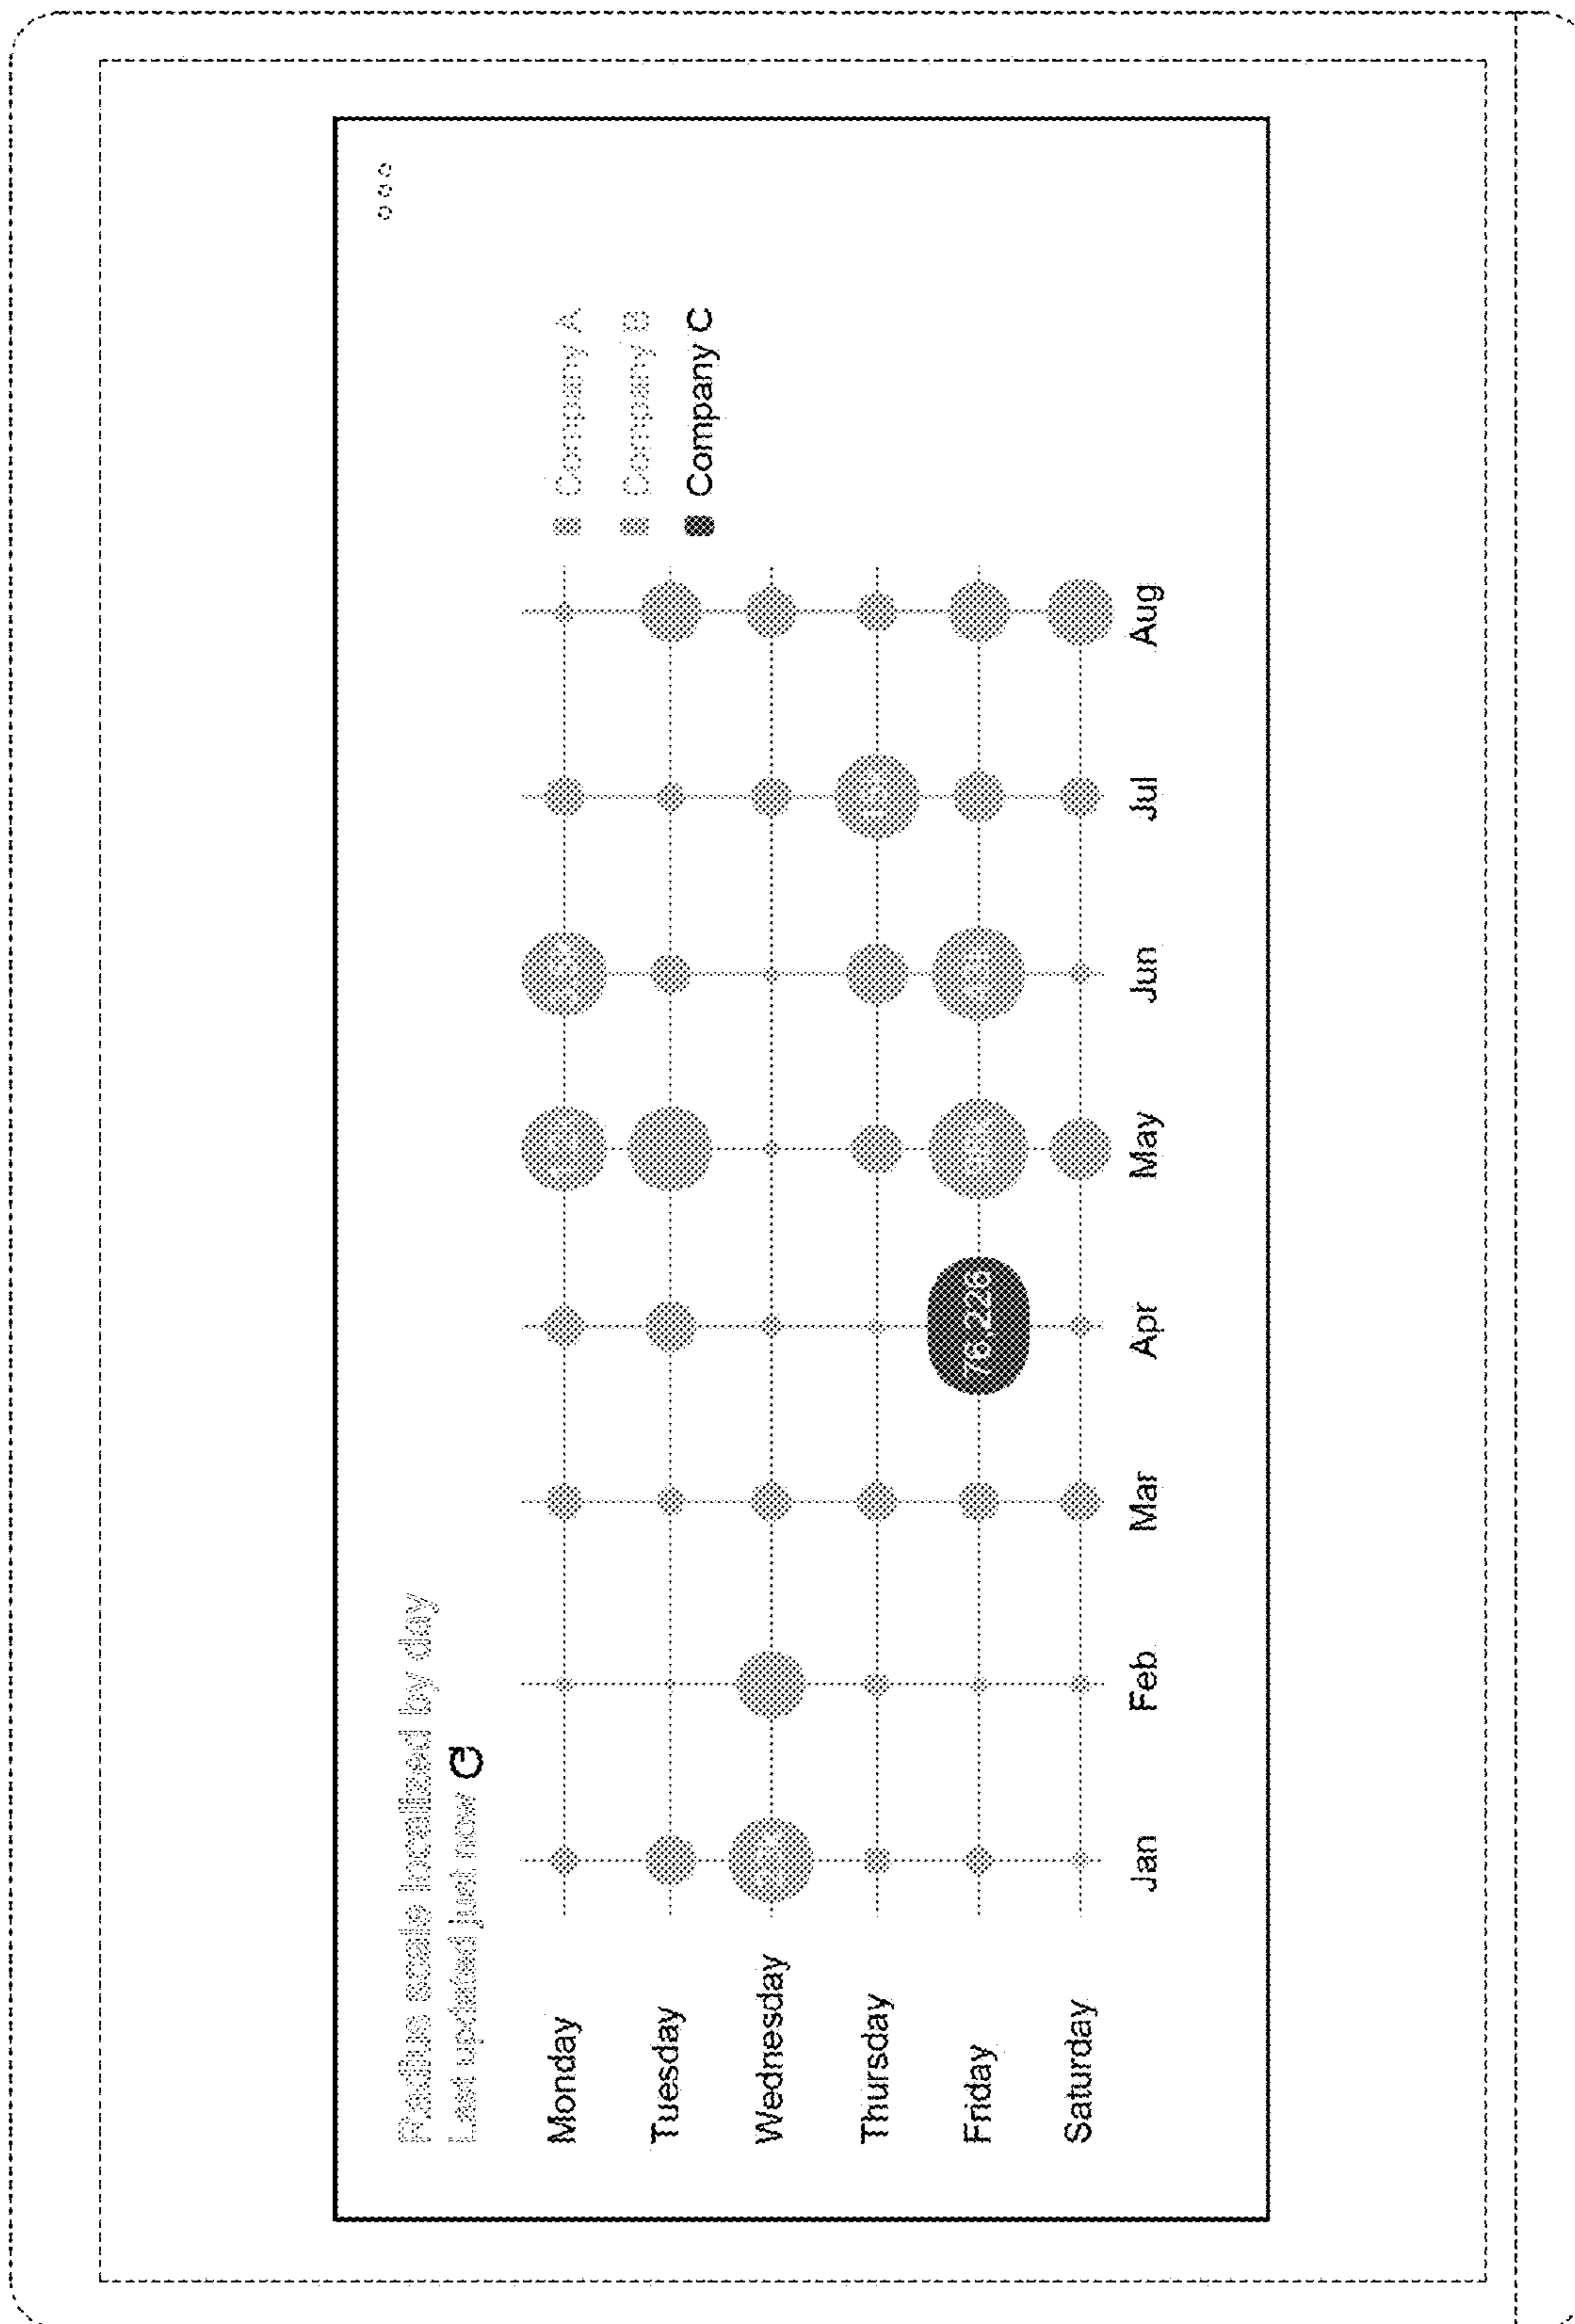 Radius scale localized by day
Last updated just now
Company A
Company B
Company C
Monday
Tuesday
Wednesday
Thursday
Friday
76,226
Saturday
Jan
Feb
Mar
Apr
May
Jun
Jul
Aug